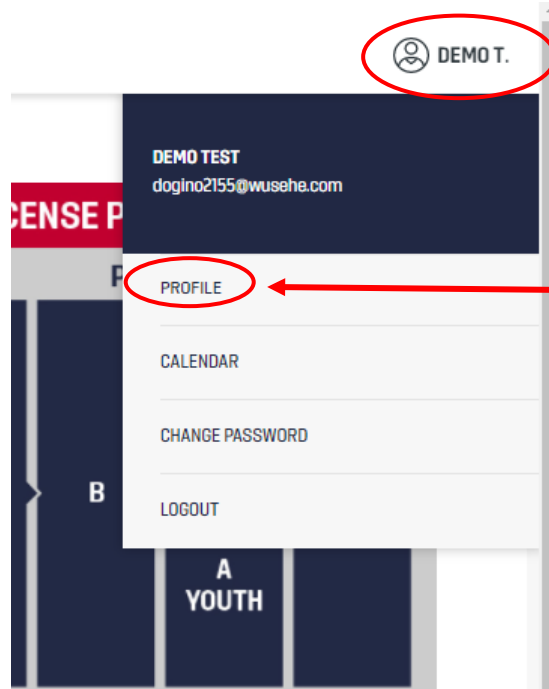 DEMO T.
DEMO TEST
dogino2155@wusehe.com
CENSE P
P
PROFILE
CALENDAR
CHANGE PASSWORD
B
LOGOUT
A
YOUTH